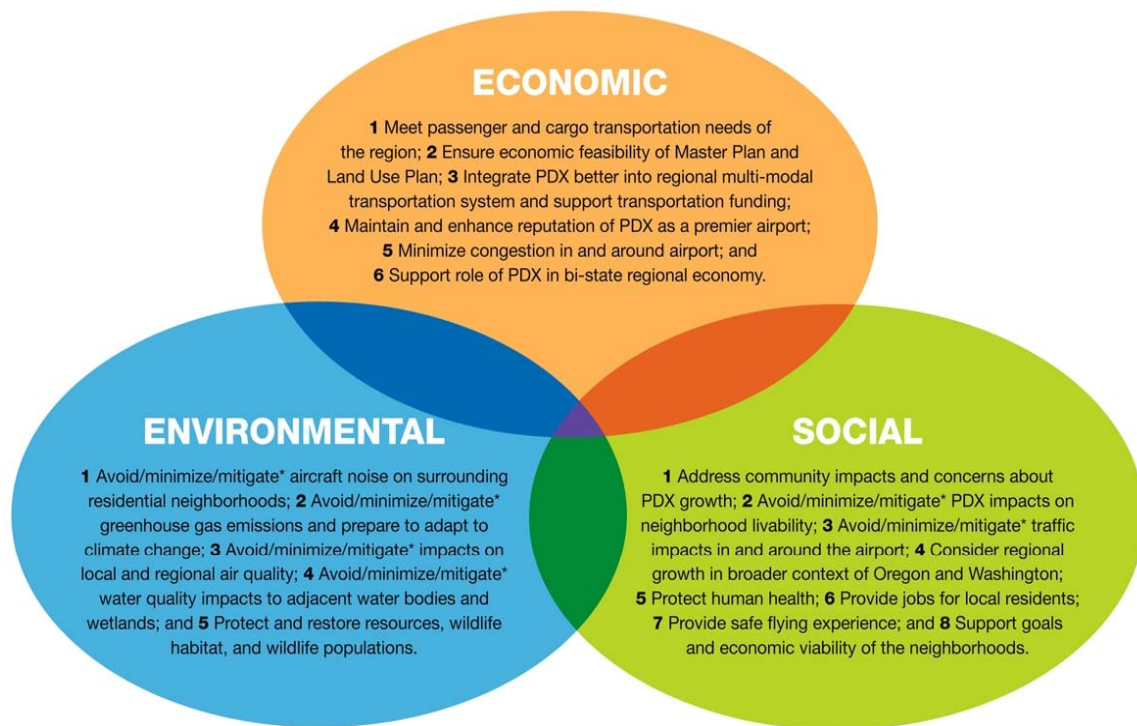 ECONOMIC
1 Meet passenger and cargo transportation needs of
the region; 2 Ensure economic feasibility of Master Plan and
Land Use Plan; 3 Integrate PDX better into regional multi-modal
transportation system and support transportation funding;
4 Maintain and enhance reputation of PDX as a premier airport;
5 Minimize congestion in and around airport; and
6 Support role of PDX in bi-state regional economy.
ENVIRONMENTAL
1 Avoid/minimize/mitigate* aircraft noise on surrounding
residential neighborhoods; 2 Avoid/minimize/mitigate*
greenhouse gas emissions and prepare to adapt to
climate change; 3 Avoid/minimize/mitigate* impacts on
local and regional air quality; 4 Avoid/minimize/mitigate*
water quality impacts to adjacent water bodies and
wetlands; and 5 Protect and restore resources, wildlife
habitat, and wildlife populations.
SOCIAL
1 Address community impacts and concerns about
PDX growth; 2 Avoid/minimize/mitigate* PDX impacts on
neighborhood livability; 3 Avoid/minimize/mitigate* traffic
impacts in and around the airport; 4 Consider regional
growth in broader context of Oregon and Washington;
5 Protect human health; 6 Provide jobs for local residents;
7 Provide safe flying experience; and 8 Support goals
and economic viability of the neighborhoods.